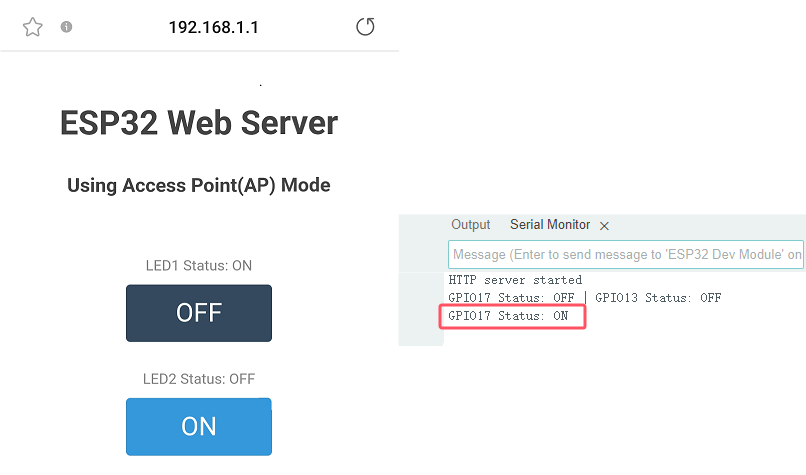 192.168.1.1
ESP32 Web Server
Using Access Point(AP) Mode
LED1 Status: ON
OFF
LED2 Status: OFF
ON
Output Serial Monitor
Message (Enter to send message to 'ESP32 Dev Module' on
HTTP server started
GPIO17 Status: OFF | GPIO13 Status: OFF
GPIO17 Status: ON